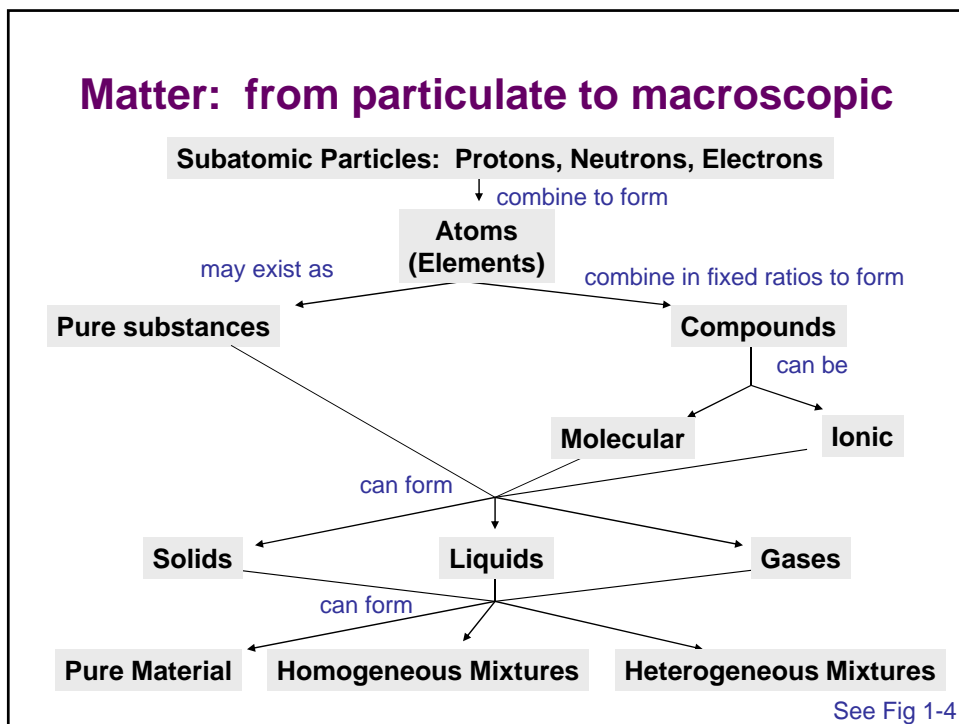 Matter: from particulate to macroscopic
Subatomic Particles: Protons, Neutrons, Electrons
combine to form
Atoms
(Elements)
may exist as
combine in fixed ratios to form
Pure substances
Compounds
can be
Molecular
Ionic
can form
Solids
Liquids
Gases
can form
Pure Material
Homogeneous Mixtures
Heterogeneous Mixtures
See Fig 1-4